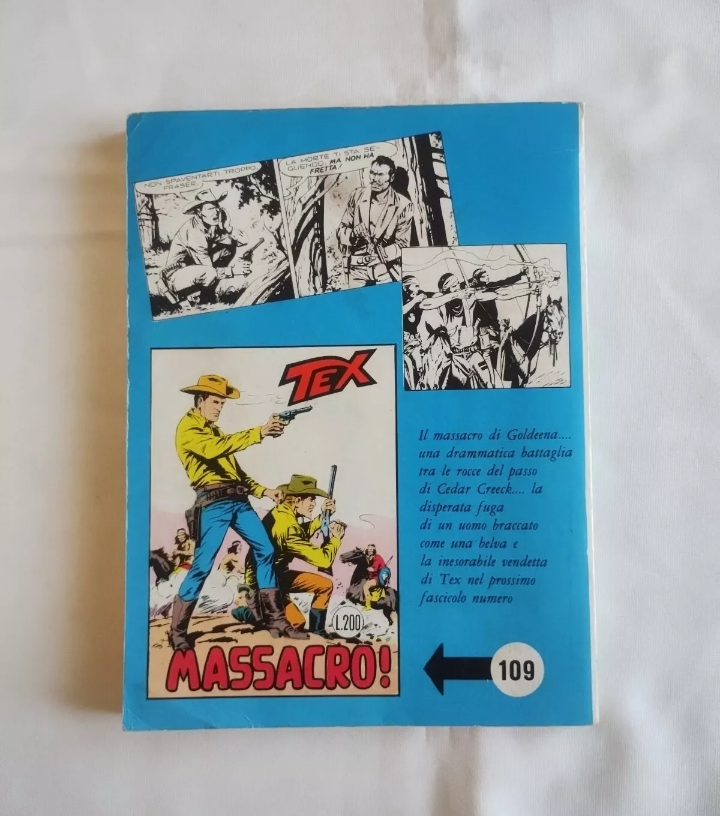 NON SPAVENTARTI TROPPO,
FRASER.
LA MORTE TI STA SE-
GUENDO, MA NON HA
FRETTA!
TEX
L.200
MASSACRO!
Il massacro di Goldeena....
una drammatica battaglia
tra le rocce del passo
di Cedar Creeck.... la
disperata fuga
di un uomo braccato
come una belva e
la inesorabile vendetta
di Tex nel prossimo
fascicolo numero
109